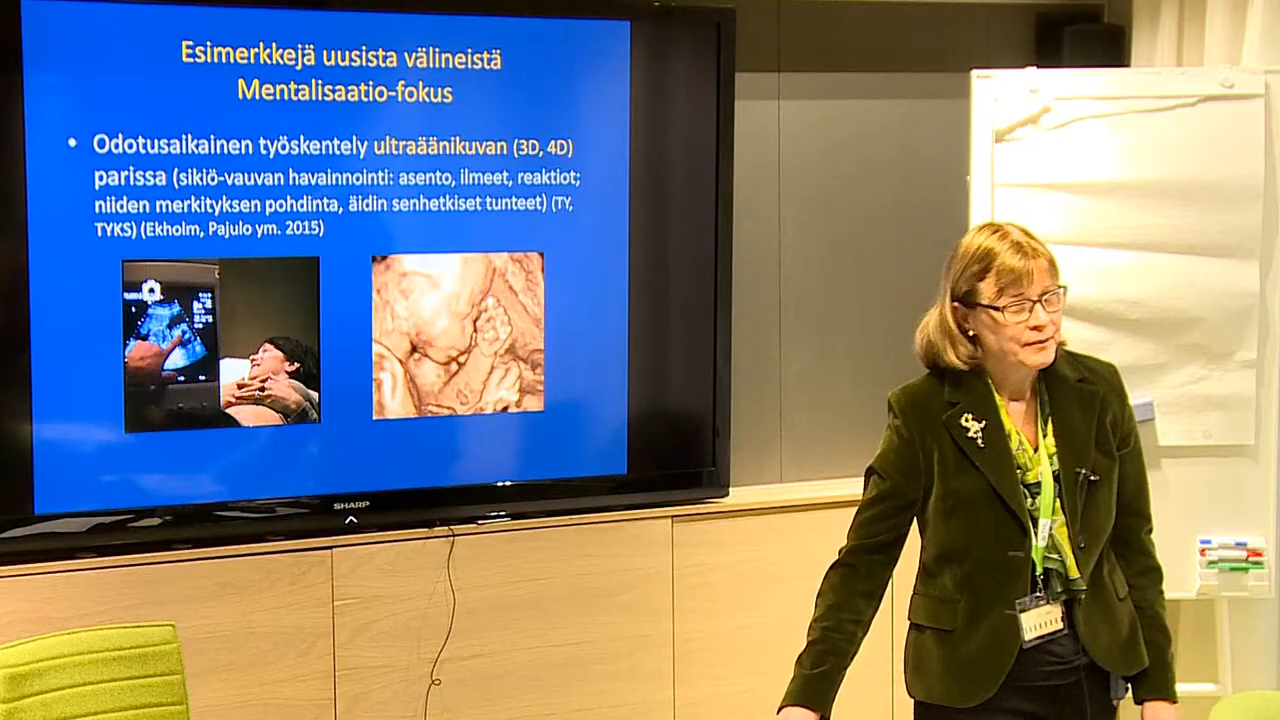 Esimerkkejä uusista välineistä
Mentalisaatio-fokus
• Odotusaikainen työskentely ultraäänikuvan (3D, 4D)
parissa (sikiö-vauvan havainnointi: asento, ilmeet, reaktiot;
niiden merkityksen pohdinta, äidin senhetkiset tunteet) (TY,
TYKS) (Ekholm, Pajulo ym. 2015)
SHARP